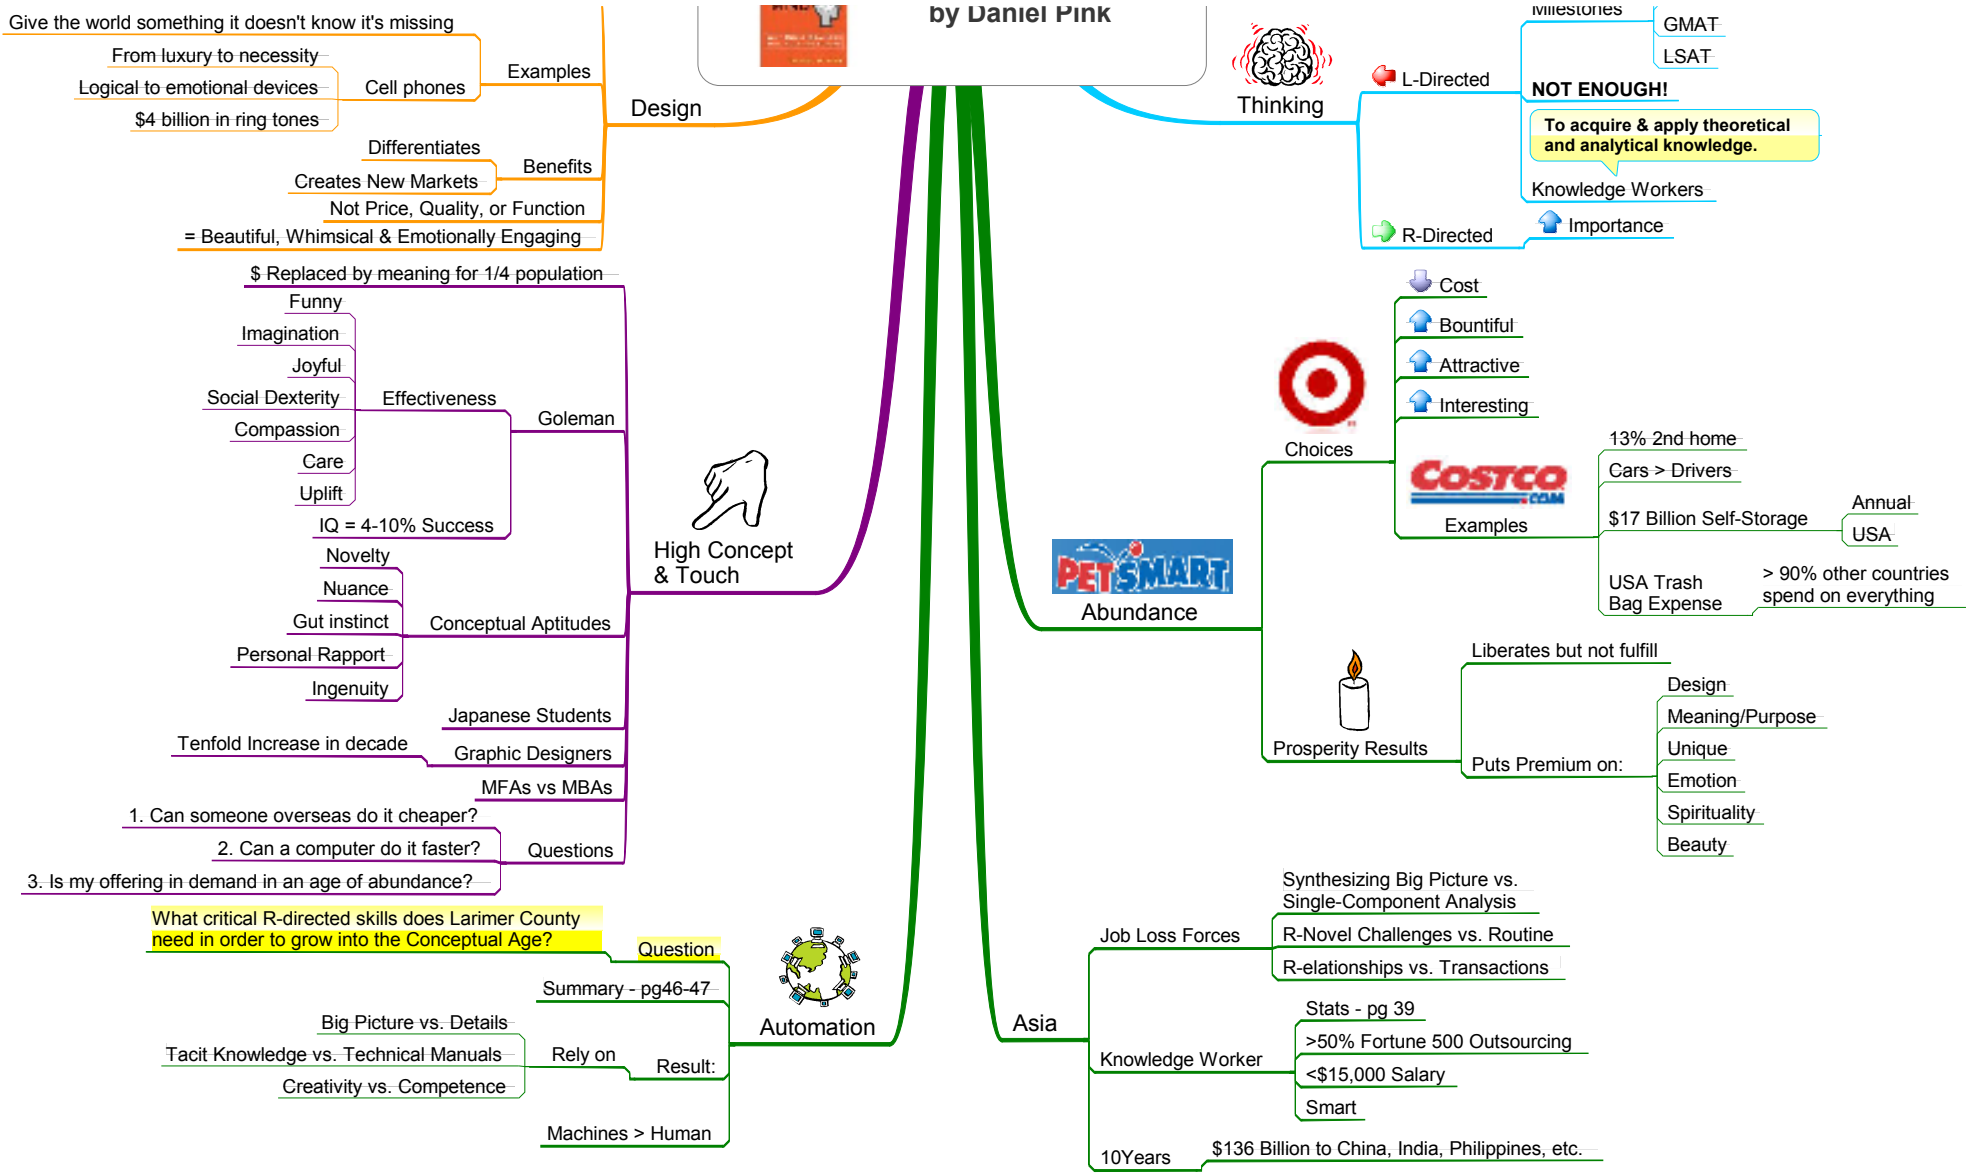 by Daniel Pink
Give the world something it doesn't know it's missing
From luxury to necessity
Logical to emotional devices
$4 billion in ring tones
Cell phones
Examples
Differentiates
Creates New Markets
Benefits
Not Price, Quality, or Function
= Beautiful, Whimsical & Emotionally Engaging
Design
$ Replaced by meaning for 1/4 population
Funny
Imagination
Joyful
Social Dexterity
Compassion
Care
Uplift
Effectiveness
IQ = 4-10% Success
Goleman
Novelty
Nuance
Gut instinct
Personal Rapport
Ingenuity
Conceptual Aptitudes
Japanese Students
Tenfold Increase in decade
Graphic Designers
MFAs vs MBAs
1. Can someone overseas do it cheaper?
2. Can a computer do it faster?
3. Is my offering in demand in an age of abundance?
Questions
High Concept
& Touch
What critical R-directed skills does Larimer County
need in order to grow into the Conceptual Age?
Question
Summary - pg46-47
Big Picture vs. Details
Tacit Knowledge vs. Technical Manuals
Creativity vs. Competence
Rely on
Result:
Machines > Human
Automation
Thinking
L-Directed
Milestones
GMAT
LSAT
NOT ENOUGH!
To acquire & apply theoretical
and analytical knowledge.
Knowledge Workers
R-Directed
Importance
PETSMART
Abundance
Choices
Cost
Bountiful
Attractive
Interesting
COSTCO
.COM
Examples
13% 2nd home
Cars > Drivers
$17 Billion Self-Storage
Annual
USA
USA Trash
Bag Expense
> 90% other countries
spend on everything
Prosperity Results
Liberates but not fulfill
Puts Premium on:
Design
Meaning/Purpose
Unique
Emotion
Spirituality
Beauty
Asia
Job Loss Forces
Synthesizing Big Picture vs.
Single-Component Analysis
R-Novel Challenges vs. Routine
R-elationships vs. Transactions
Knowledge Worker
Stats - pg 39
>50% Fortune 500 Outsourcing
<$15,000 Salary
Smart
10Years
$136 Billion to China, India, Philippines, etc.